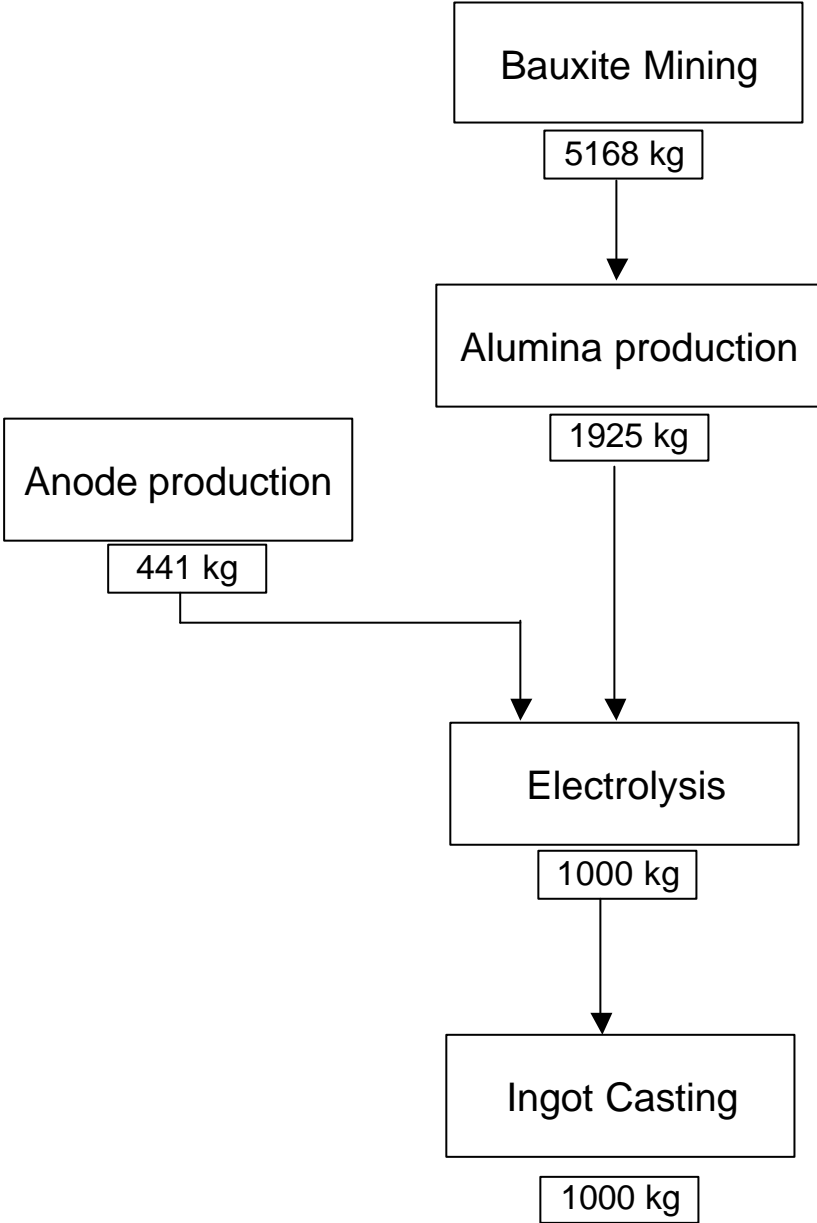 Bauxite Mining
5168 kg
Alumina production
1925 kg
Anode production
441 kg
Electrolysis
1000 kg
Ingot Casting
1000 kg